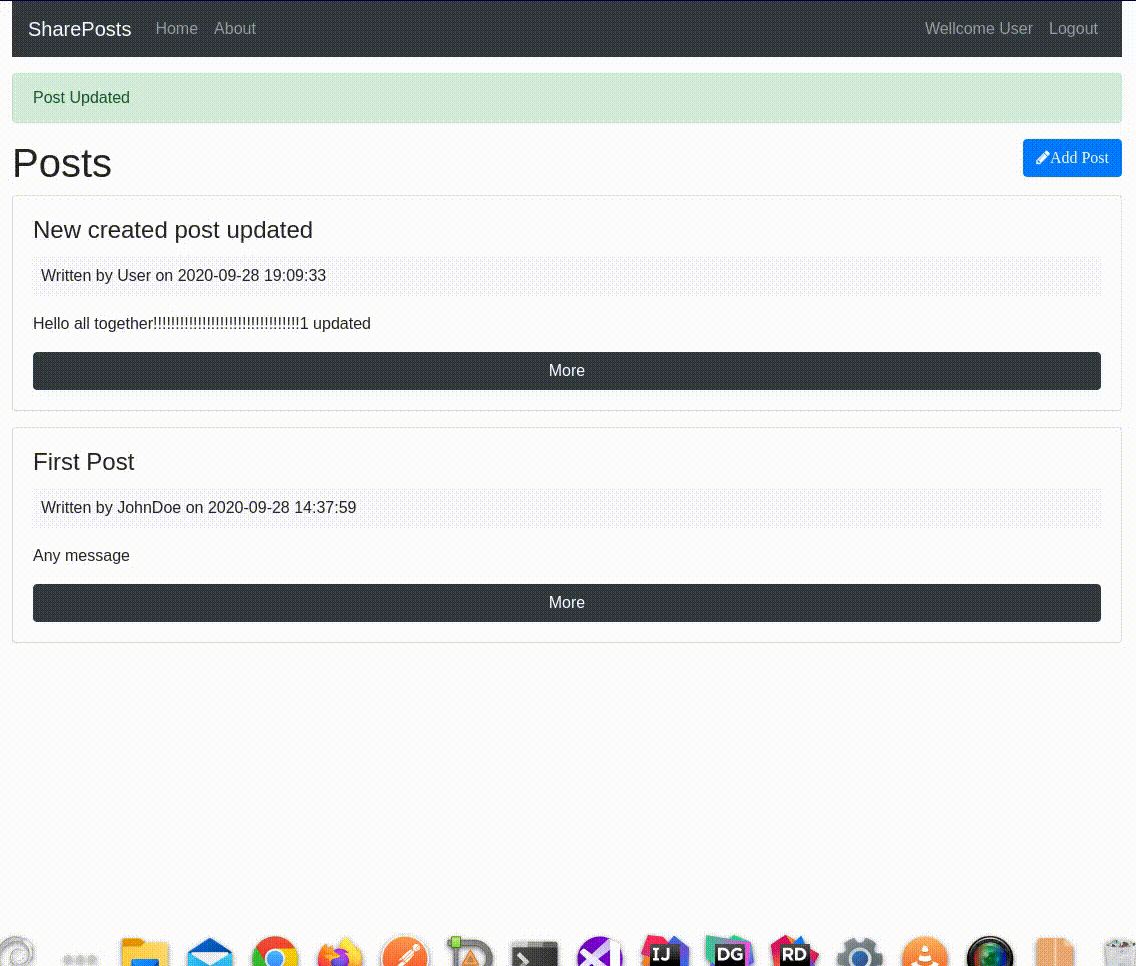 SharePosts Home About Wellcome User Logout
Post Updated
Posts
Add Post
New created post updated
Written by User on 2020-09-28 19:09:33
Hello all together!!!!!!!!!!!!!!!!!!!!!!!!!!!!!!!!!1 updated
More
First Post
Written by JohnDoe on 2020-09-28 14:37:59
Any message
More
IJ DG RD